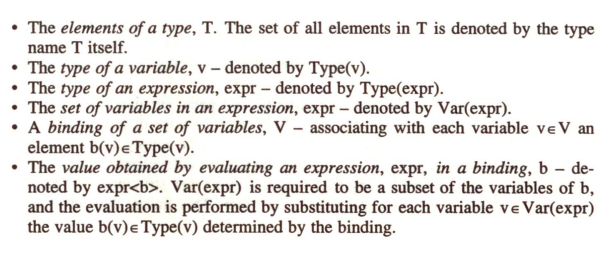 • The elements of a type, T. The set of all elements in T is denoted by the type
name T itself.
• The type of a variable, v – denoted by Type(v).
• The type of an expression, expr – denoted by Type(expr).
• The set of variables in an expression, expr – denoted by Var(expr).
• A binding of a set of variables, V – associating with each variable v∈V an
element b(v)∈Type(v).
• The value obtained by evaluating an expression, expr, in a binding, b – de-
noted by expr<b>. Var(expr) is required to be a subset of the variables of b,
and the evaluation is performed by substituting for each variable v∈Var(expr)
the value b(v)∈Type(v) determined by the binding.